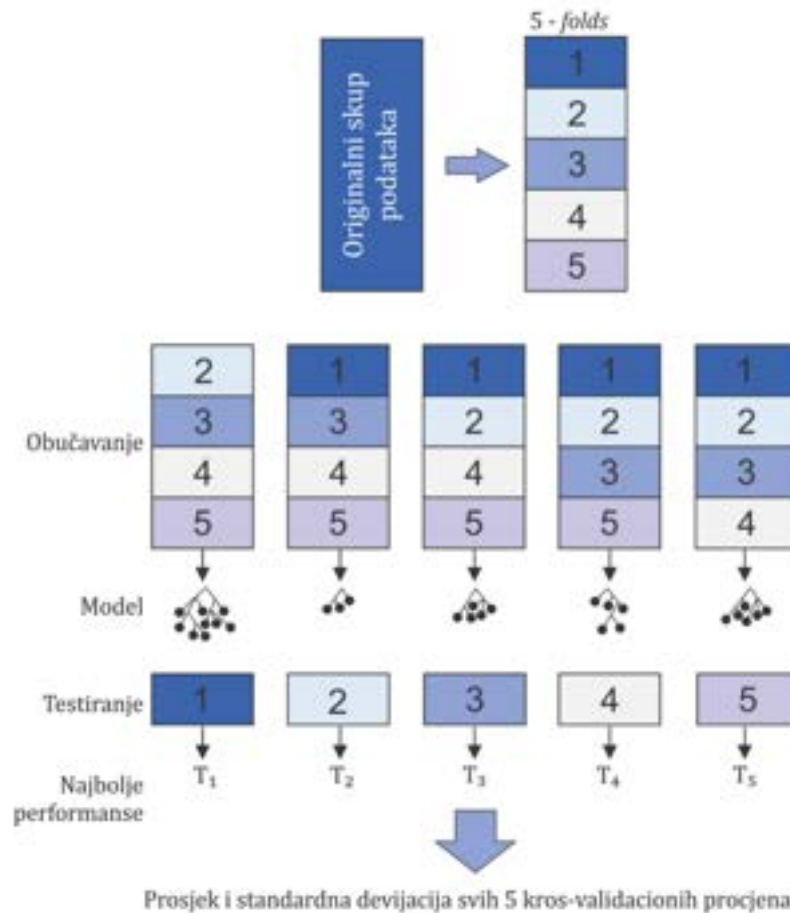 5 - folds
Originalni skup
podataka
1
2
3
4
5
Obučavanje
2 1 1 1 1
3 3 2 2 2
4 4 4 3 3
5 5 5 5 4
Model
Testiranje 1 2 3 4 5
Najbolje
performanse
T₁ T₂ T₃ T₄ T₅
Prosjek i standardna devijacija svih 5 kros-validacionih procjena